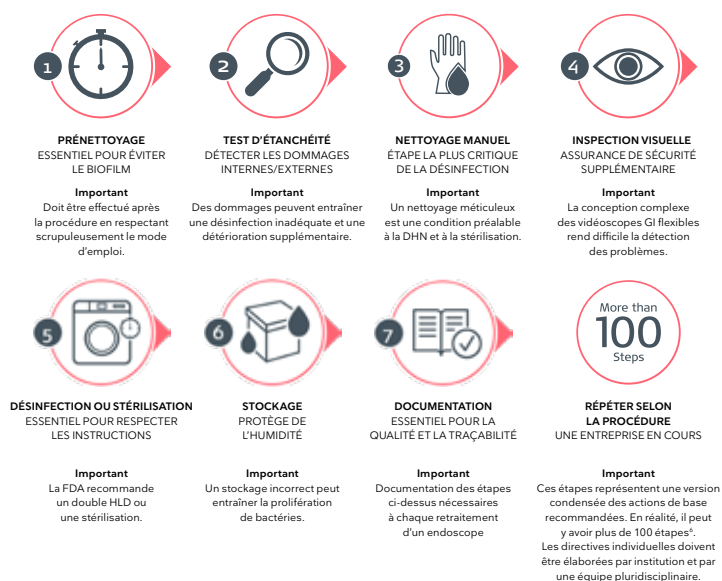 1
PRÉNETTOYAGE
ESSENTIEL POUR ÉVITER
LE BIOFILM
Important
Doit être effectué après
la procédure en respectant
scrupuleusement le mode
d'emploi.
2
TEST D'ÉTANCHÉITÉ
DÉTECTER LES DOMMAGES
INTERNES/EXTERNES
Important
Des dommages peuvent entraîner
une désinfection inadéquate et une
détérioration supplémentaire.
3
NETTOYAGE MANUEL
ÉTAPE LA PLUS CRITIQUE
DE LA DÉSINFECTION
Important
Un nettoyage méticuleux
est une condition préalable
à la DHN et à la stérilisation.
4
INSPECTION VISUELLE
ASSURANCE DE SÉCURITÉ
SUPPLÉMENTAIRE
Important
La conception complexe
des vidéoscopes GI flexibles
rend difficile la détection
des problèmes.
5
DÉSINFECTION OU STÉRILISATION
ESSENTIEL POUR RESPECTER
LES INSTRUCTIONS
Important
La FDA recommande
un double HLD ou
une stérilisation.
6
STOCKAGE
PROTÈGE DE
L'HUMIDITÉ
Important
Un stockage incorrect peut
entraîner la prolifération
de bactéries.
7
DOCUMENTATION
ESSENTIEL POUR LA
QUALITÉ ET LA TRAÇABILITÉ
Important
Documentation des étapes
ci-dessus nécessaires
à chaque retraitement
d'un endoscope
More than
100
Steps
RÉPÉTER SELON
LA PROCÉDURE
UNE ENTREPRISE EN COURS
Important
Ces étapes représentent une version
condensée des actions de base
recommandées. En réalité, il peut
y avoir plus de 100 étapes⁶.
Les directives individuelles doivent
être élaborées par institution et par
une équipe pluridisciplinaire.